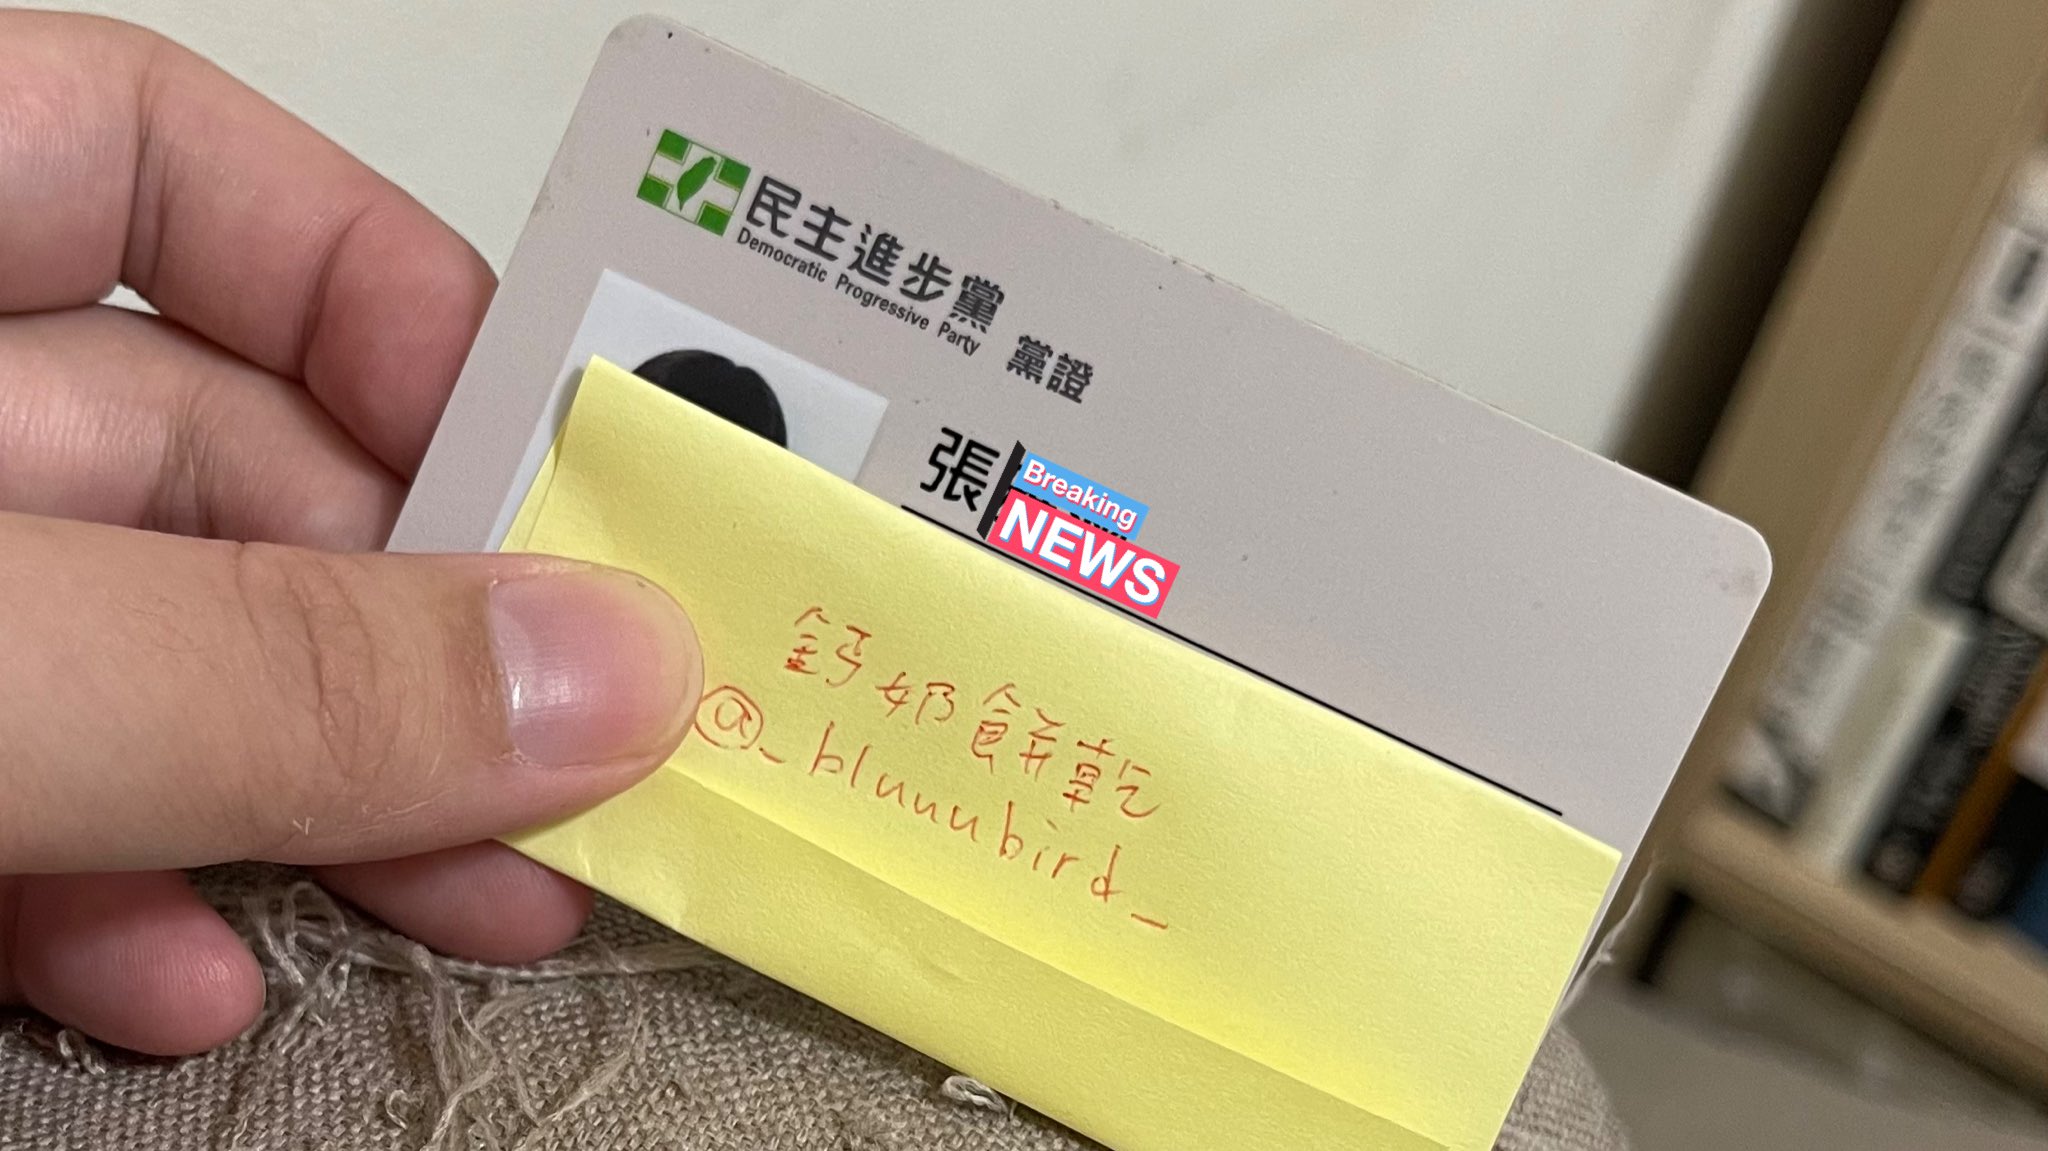 民主進步黨
Democratic Progressive Party
黨證
張
Breaking
NEWS
鈣奶餅乾
@_bluuubird_